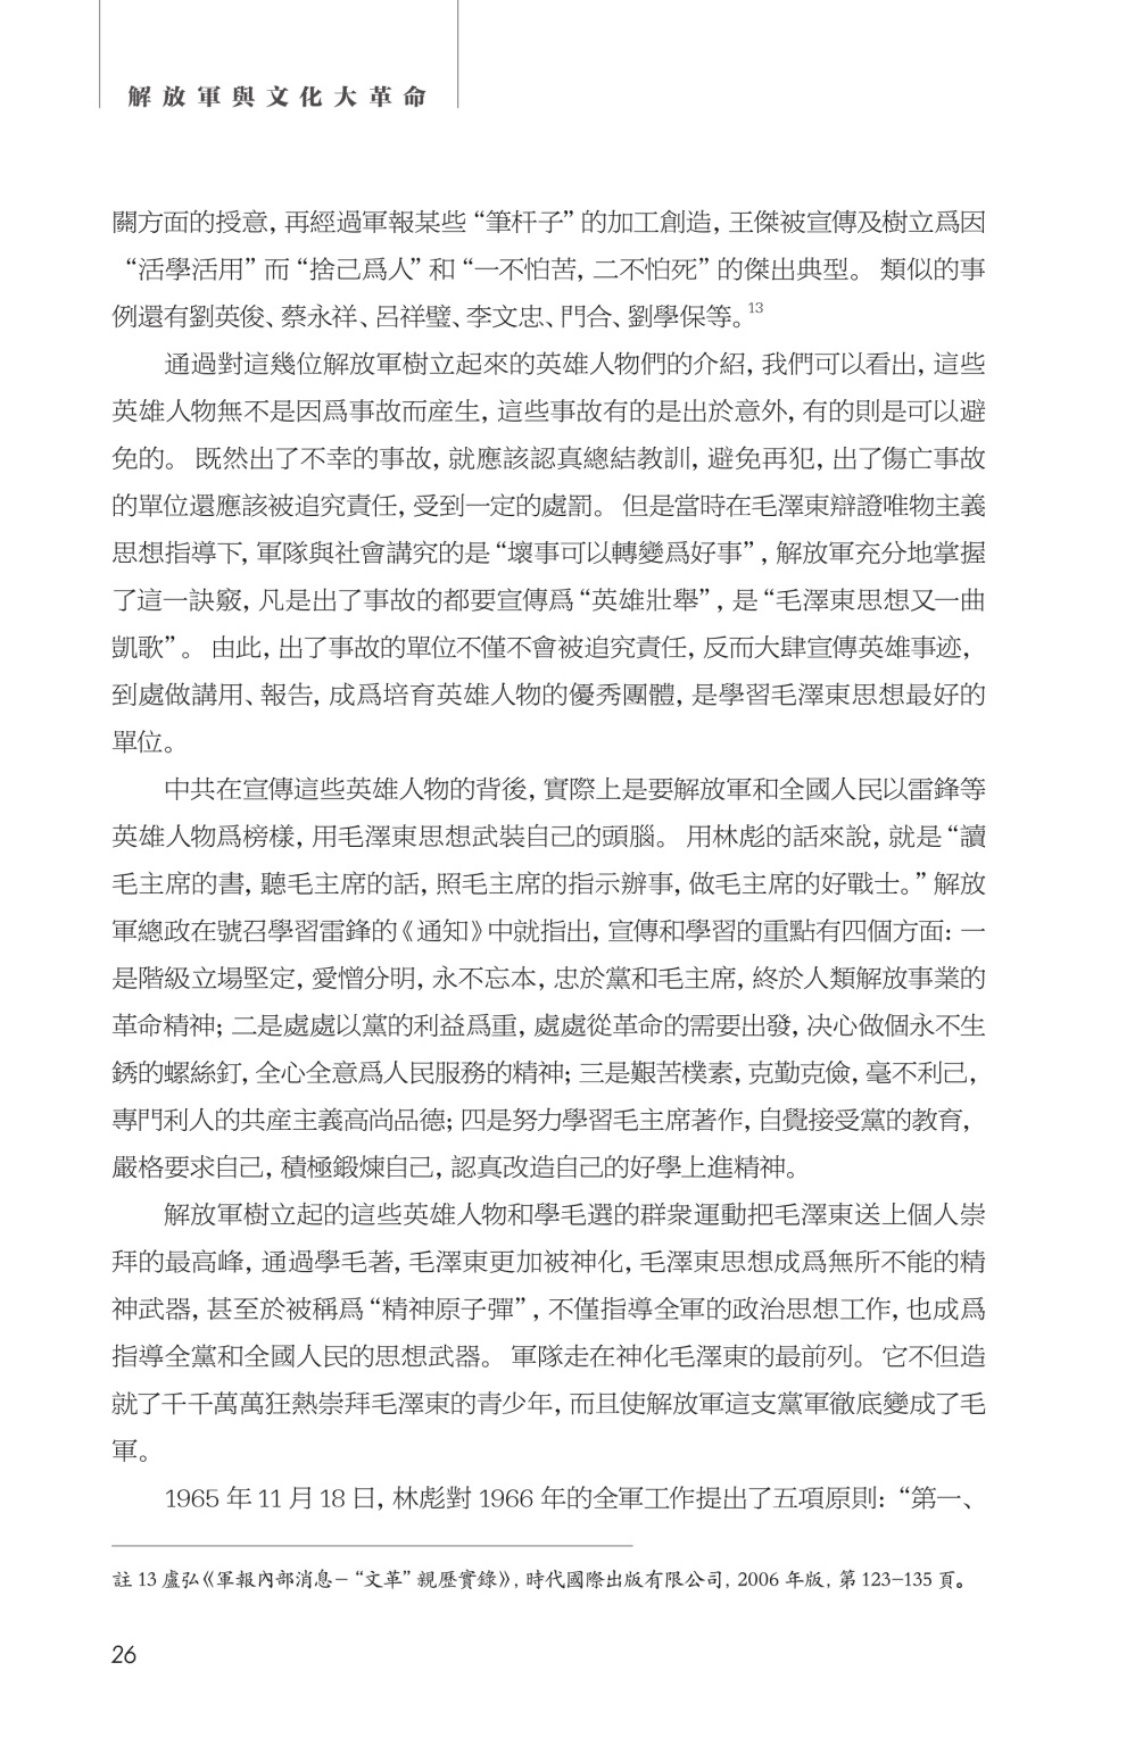 解放軍與文化大革命
關方面的授意, 再經過軍報某些“筆杆子”的加工創造, 王傑被宣傳及樹立爲因
“活學活用”而“捨己爲人”和“一不怕苦, 二不怕死”的傑出典型。 類似的事
例還有劉英俊、蔡永祥、呂祥璧、李文忠、門合、劉學保等。13
通過對這幾位解放軍樹立起來的英雄人物們的介紹, 我們可以看出, 這些
英雄人物無不是因爲事故而產生, 這些事故有的是出於意外, 有的則是可以避
免的。 既然出了不幸的事故, 就應該認真總結教訓, 避免再犯, 出了傷亡事故
的單位還應該被追究責任, 受到一定的處罰。 但是當時在毛澤東辯證唯物主義
思想指導下, 軍隊與社會講究的是“壞事可以轉變爲好事”, 解放軍充分地掌握
了這一訣竅, 凡是出了事故的都要宣傳爲“英雄壯舉”, 是“毛澤東思想又一曲
凱歌”。 由此, 出了事故的單位不僅不會被追究責任, 反而大肆宣傳英雄事迹,
到處做講用、報告, 成爲培育英雄人物的優秀團體, 是學習毛澤東思想最好的
單位。
中共在宣傳這些英雄人物的背後, 實際上是要解放軍和全國人民以雷鋒等
英雄人物爲榜樣, 用毛澤東思想武裝自己的頭腦。 用林彪的話來說, 就是“讀
毛主席的書, 聽毛主席的話, 照毛主席的指示辦事, 做毛主席的好戰士。”解放
軍總政在號召學習雷鋒的《通知》中就指出, 宣傳和學習的重點有四個方面: 一
是階級立場堅定, 愛憎分明, 永不忘本, 忠於黨和毛主席, 終於人類解放事業的
革命精神; 二是處處以黨的利益爲重, 處處從革命的需要出發, 决心做個永不生
銹的螺絲釘, 全心全意爲人民服務的精神; 三是艱苦樸素, 克勤克儉, 毫不利己,
專門利人的共産主義高尚品德; 四是努力學習毛主席著作, 自覺接受黨的教育,
嚴格要求自己, 積極鍛煉自己, 認真改造自己的好學上進精神。
解放軍樹立起的這些英雄人物和學毛選的群衆運動把毛澤東送上個人崇
拜的最高峰, 通過學毛著, 毛澤東更加被神化, 毛澤東思想成爲無所不能的精
神武器, 甚至於被稱爲“精神原子彈”, 不僅指導全軍的政治思想工作, 也成爲
指導全黨和全國人民的思想武器。 軍隊走在神化毛澤東的最前列。 它不但造
就了千千萬萬狂熱崇拜毛澤東的青少年, 而且使解放軍這支黨軍徹底變成了毛
軍。
1965 年 11 月 18 日, 林彪對 1966 年的全軍工作提出了五項原則: “第一、
註 13 盧弘《軍報內部消息－“文革”親歷實錄》, 時代國際出版有限公司, 2006 年版, 第 123–135 頁。
26